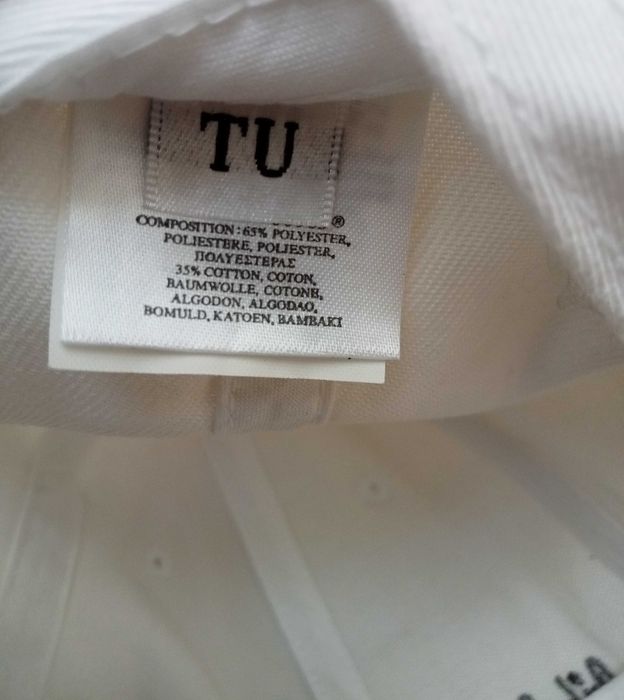 TU
®
COMPOSITION : 65% POLYESTER,
POLIESTERE, POLIESTER,
ΠΟΛΥΕΣΤΕΡΑΣ
35% COTTON, COTON,
BAUMWOLLE, COTONE,
ALGODON, ALGODAO,
BOMULD, KATOEN, BAMBAKI